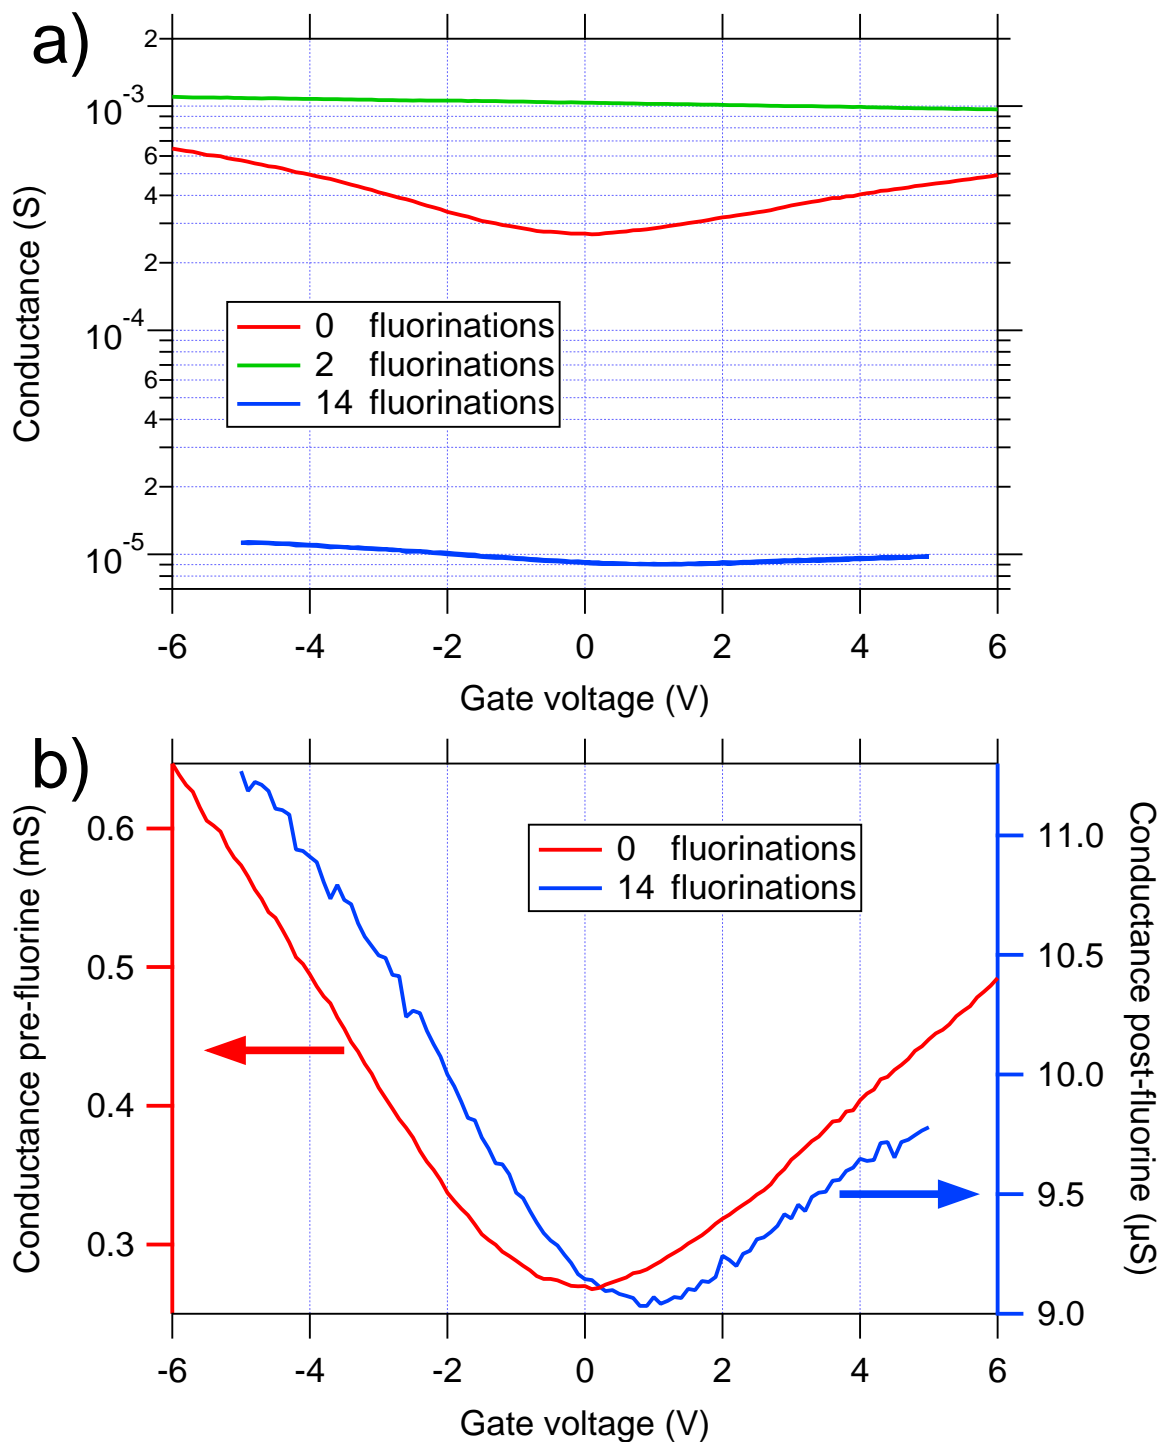 a)
2
10-3
6
4
2
10-4
6
4
2
10-5
Conductance (S)
0 fluorinations
2 fluorinations
14 fluorinations
-6 -4 -2 0 2 4 6
Gate voltage (V)
b)
0.6
0.5
0.4
0.3
Conductance pre-fluorine (mS)
0 fluorinations
14 fluorinations
11.0
10.5
10.0
9.5
9.0
Conductance post-fluorine (µS)
-6 -4 -2 0 2 4 6
Gate voltage (V)